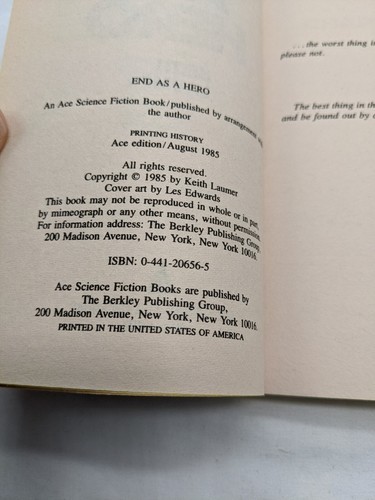 END AS A HERO
An Ace Science Fiction Book/published by arrangement with
the author
PRINTING HISTORY
Ace edition/August 1985
All rights reserved.
Copyright © 1985 by Keith Laumer
Cover art by Les Edwards
This book may not be reproduced in whole or in part,
by mimeograph or any other means, without permission.
For information address: The Berkley Publishing Group,
200 Madison Avenue, New York, New York 10016.
ISBN: 0-441-20656-5
Ace Science Fiction Books are published by
The Berkley Publishing Group,
200 Madison Avenue, New York, New York 10016.
PRINTED IN THE UNITED STATES OF AMERICA
. . . the worst thing i
please not.
The best thing in th
and be found out by